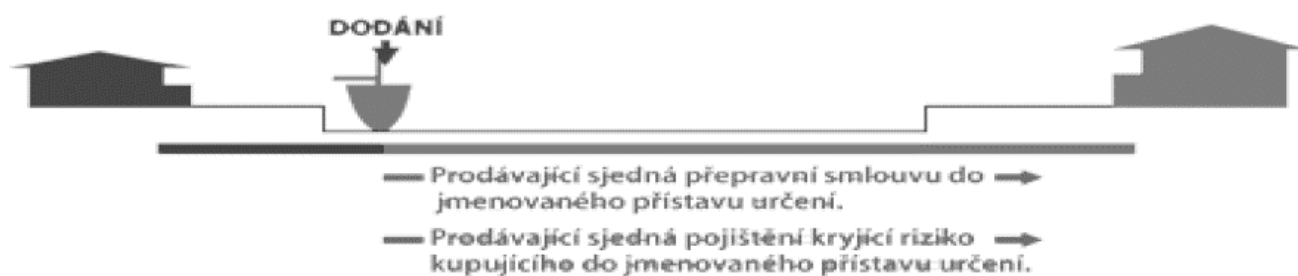 DODÁNÍ
Prodávající sjedná přepravní smlouvu do
jmenovaného přístavu určení.
Prodávající sjedná pojištění kryjící riziko
kupujícího do jmenovaného přístavu určení.